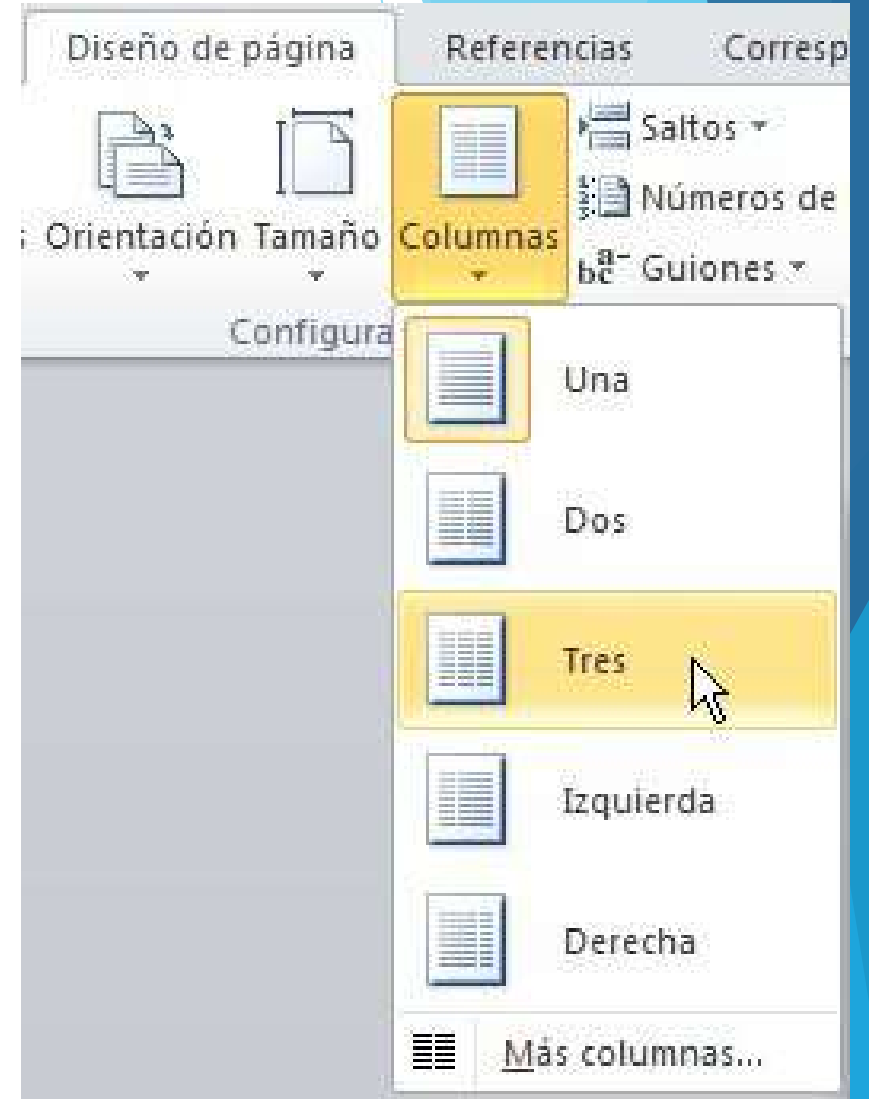 Diseño de página Referencias Corresp
Saltos
Números de
Orientación Tamaño Columnas
Guiones
Configura
Una
Dos
Tres
Izquierda
Derecha
Más columnas...